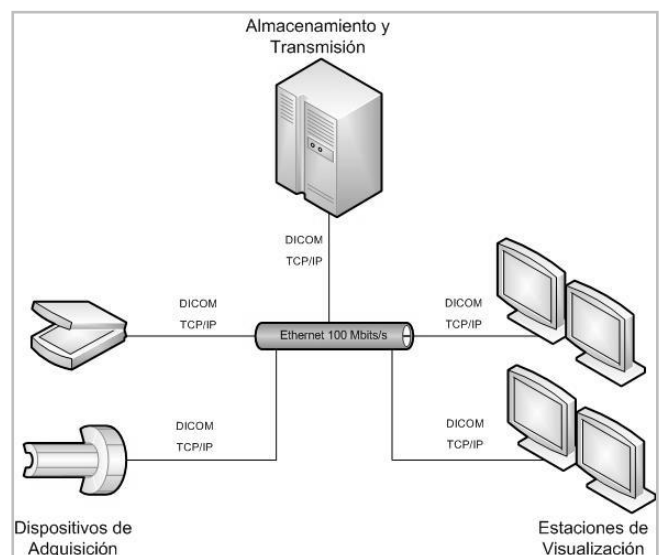 Almacenamiento y
Transmisión
DICOM
TCP/IP
DICOM
TCP/IP
Ethernet 100 Mbits/s
DICOM
TCP/IP
DICOM
TCP/IP
DICOM
TCP/IP
Dispositivos de
Adquisición
Estaciones de
Visualización